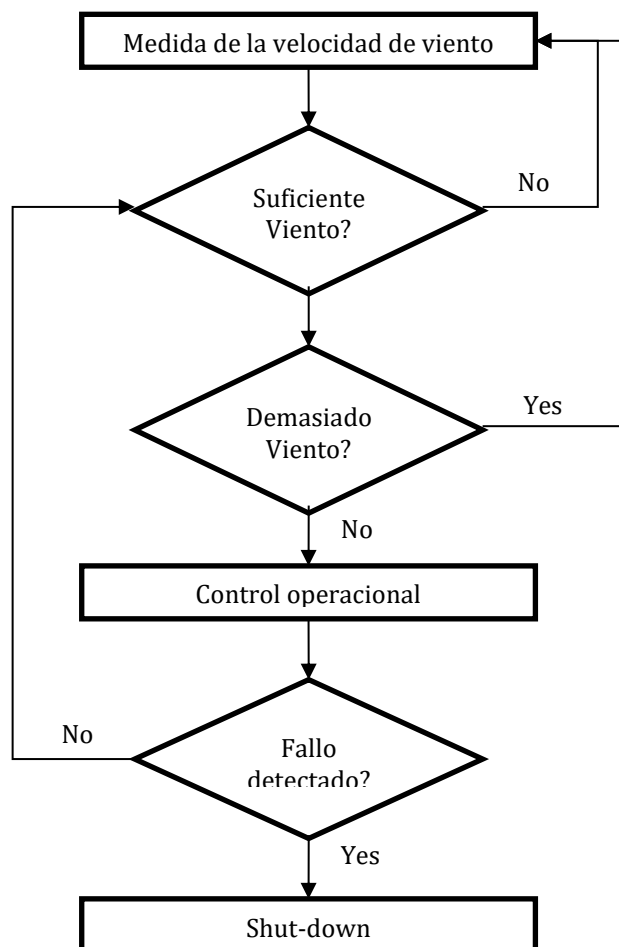 Medida de la velocidad de viento
Suficiente
Viento?
No
Demasiado
Viento?
Yes
No
Control operacional
Fallo
detectado?
No
Yes
Shut-down